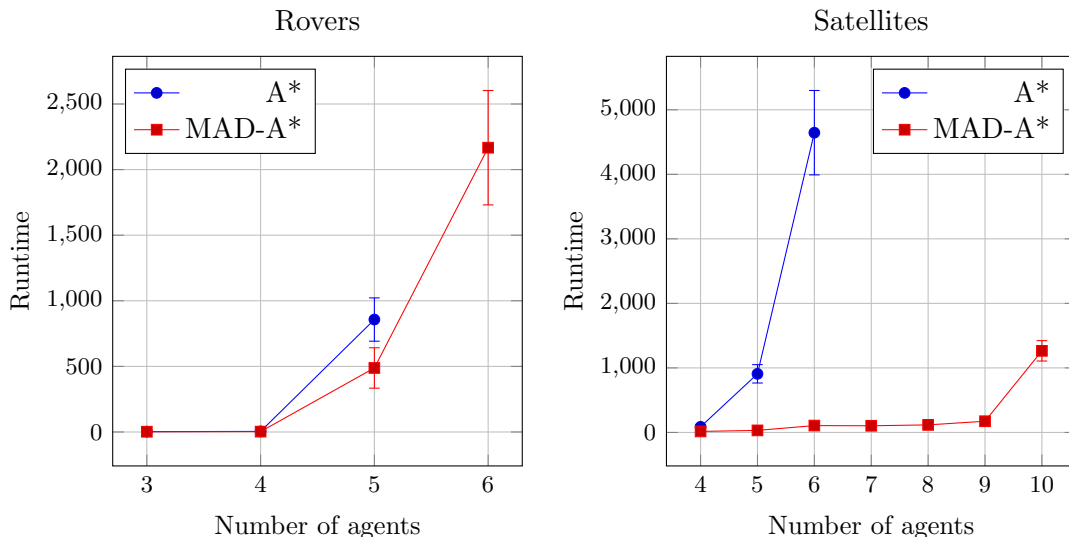 Rovers
A*
MAD-A*
2,500
2,000
1,500
1,000
500
0
Runtime
3 4 5 6
Number of agents
Satellites
A*
MAD-A*
5,000
4,000
3,000
2,000
1,000
0
Runtime
4 5 6 7 8 9 10
Number of agents